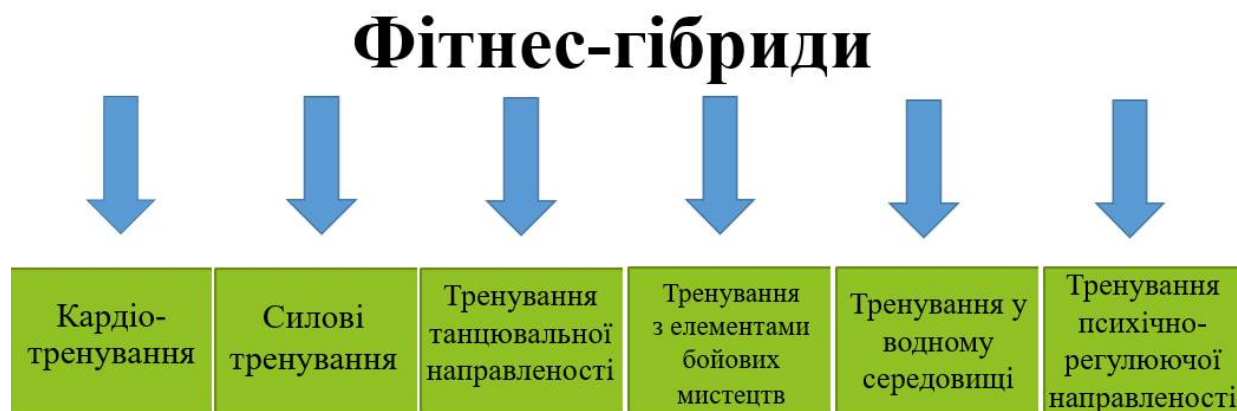 Фітнес-гібриди
Кардіо-
тренування
Силові
тренування
Тренування
танцювальної
направленості
Тренування
з елементами
бойових
мистецтв
Тренування у
водному
середовищі
Тренування
психічно-
регулюючої
направленості